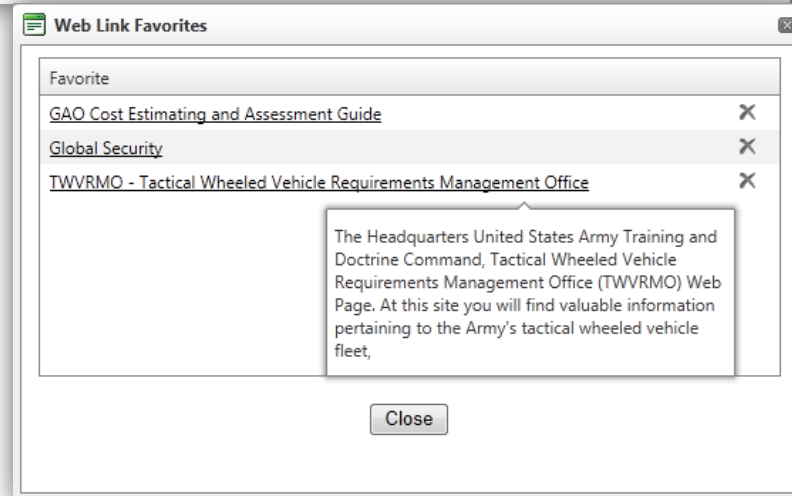 Web Link Favorites
Favorite
GAO Cost Estimating and Assessment Guide
Global Security
TWVRMO - Tactical Wheeled Vehicle Requirements Management Office
The Headquarters United States Army Training and
Doctrine Command, Tactical Wheeled Vehicle
Requirements Management Office (TWVRMO) Web
Page. At this site you will find valuable information
pertaining to the Army's tactical wheeled vehicle
fleet,
Close